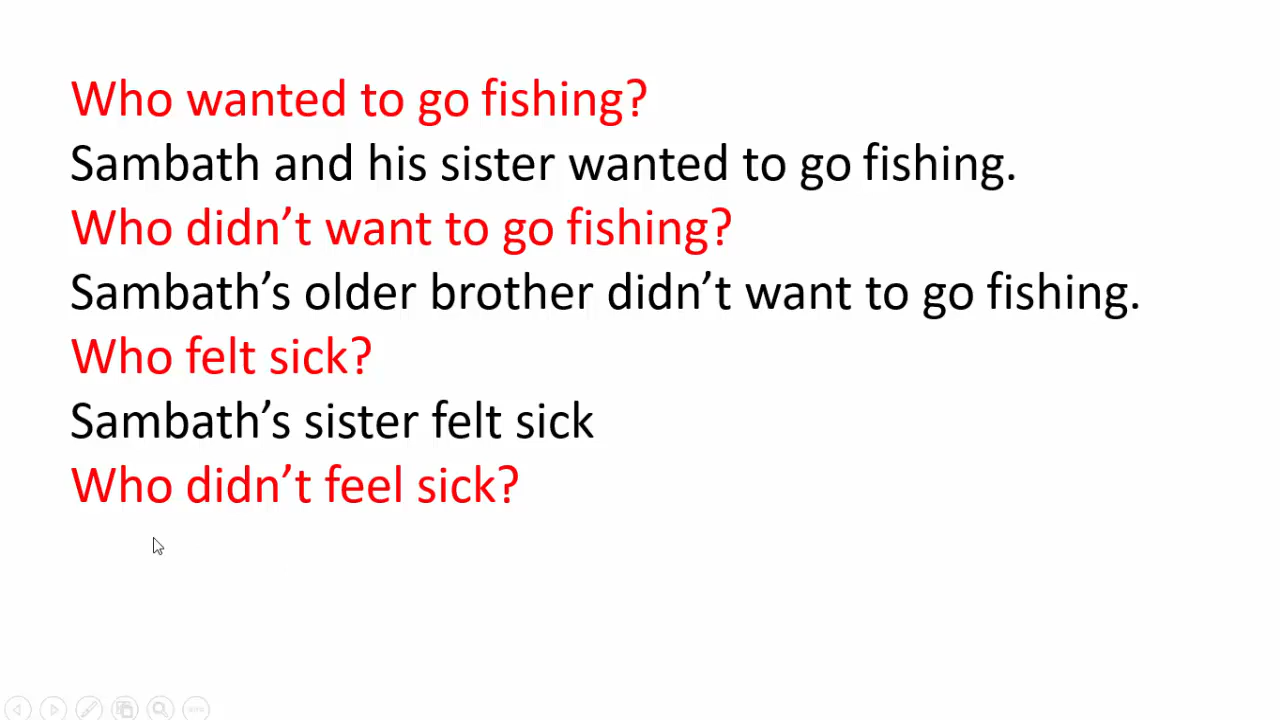 Who wanted to go fishing?
Sambath and his sister wanted to go fishing.
Who didn’t want to go fishing?
Sambath’s older brother didn’t want to go fishing.
Who felt sick?
Sambath’s sister felt sick
Who didn’t feel sick?